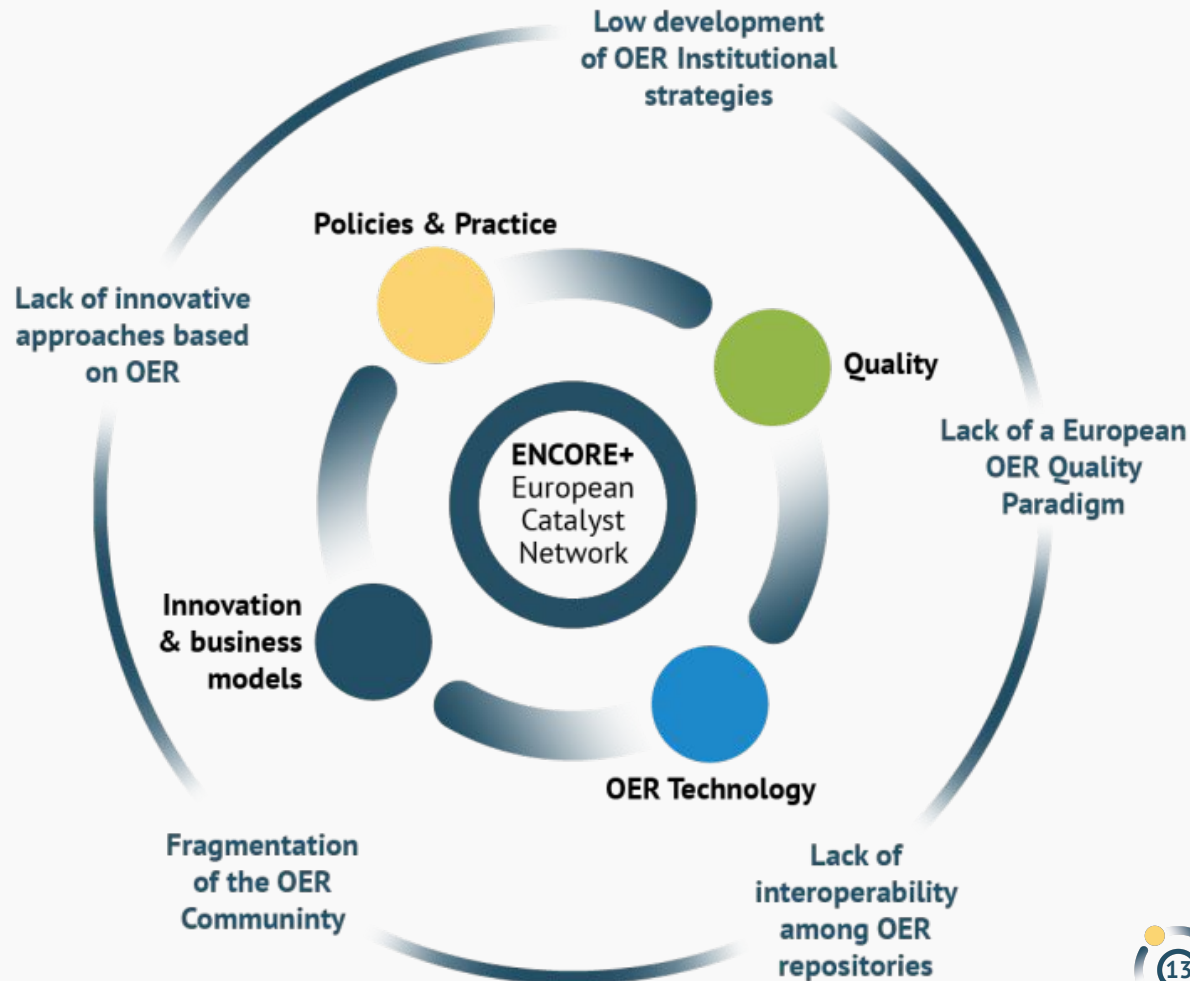 Low development
of OER Institutional
strategies
Policies & Practice
Lack of innovative
approaches based
on OER
Quality
Lack of a European
OER Quality
Paradigm
ENCORE+
European
Catalyst
Network
Innovation
& business
models
OER Technology
Fragmentation
of the OER
Communinty
Lack of
interoperability
among OER
repositories
13